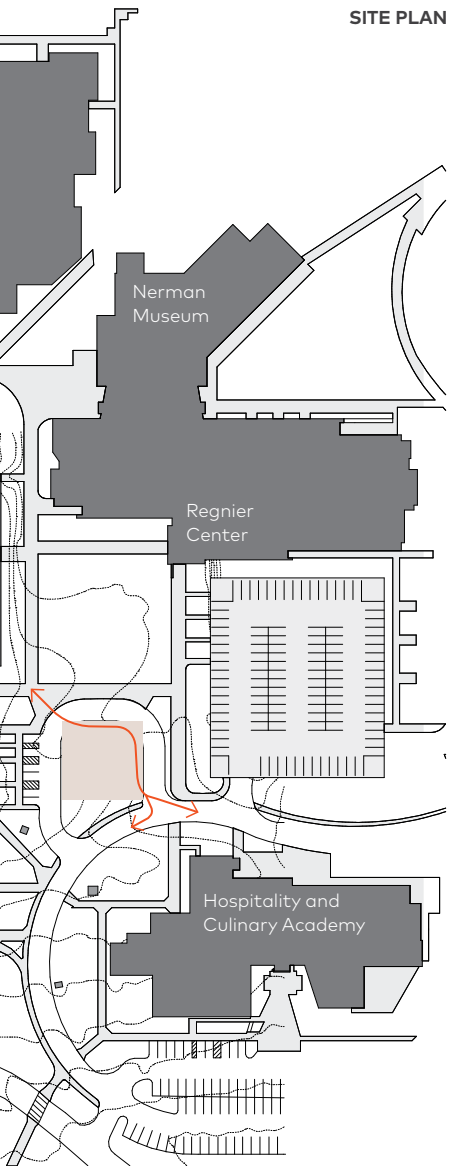 SITE PLAN
Nerman
Museum
Regnier
Center
Hospitality and
Culinary Academy